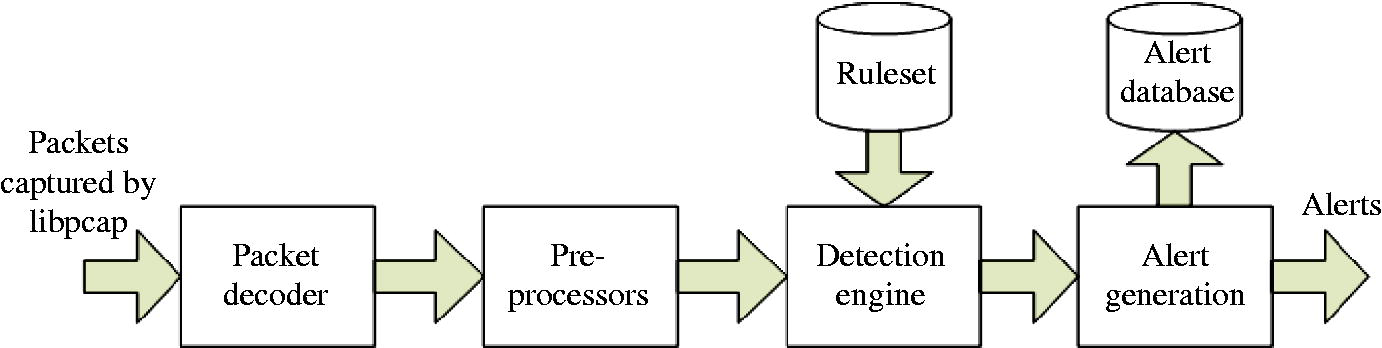 Packets
captured by
libpcap
Packet
decoder
Pre-
processors
Ruleset
Detection
engine
Alert
database
Alert
generation
Alerts